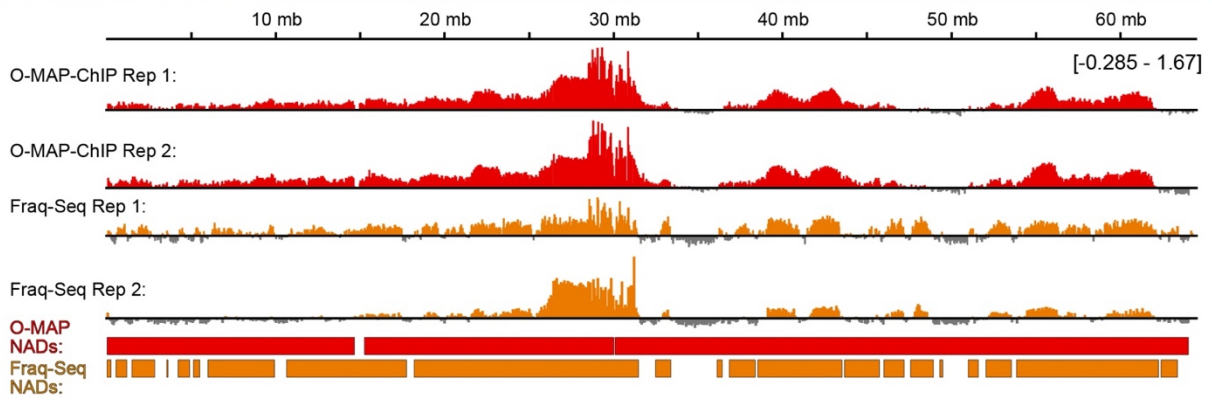 10 mb 20 mb 30 mb 40 mb 50 mb 60 mb
[-0.285 - 1.67]
O-MAP-ChIP Rep 1:
O-MAP-ChIP Rep 2:
Fraq-Seq Rep 1:
Fraq-Seq Rep 2:
O-MAP
NADs:
Fraq-Seq
NADs: